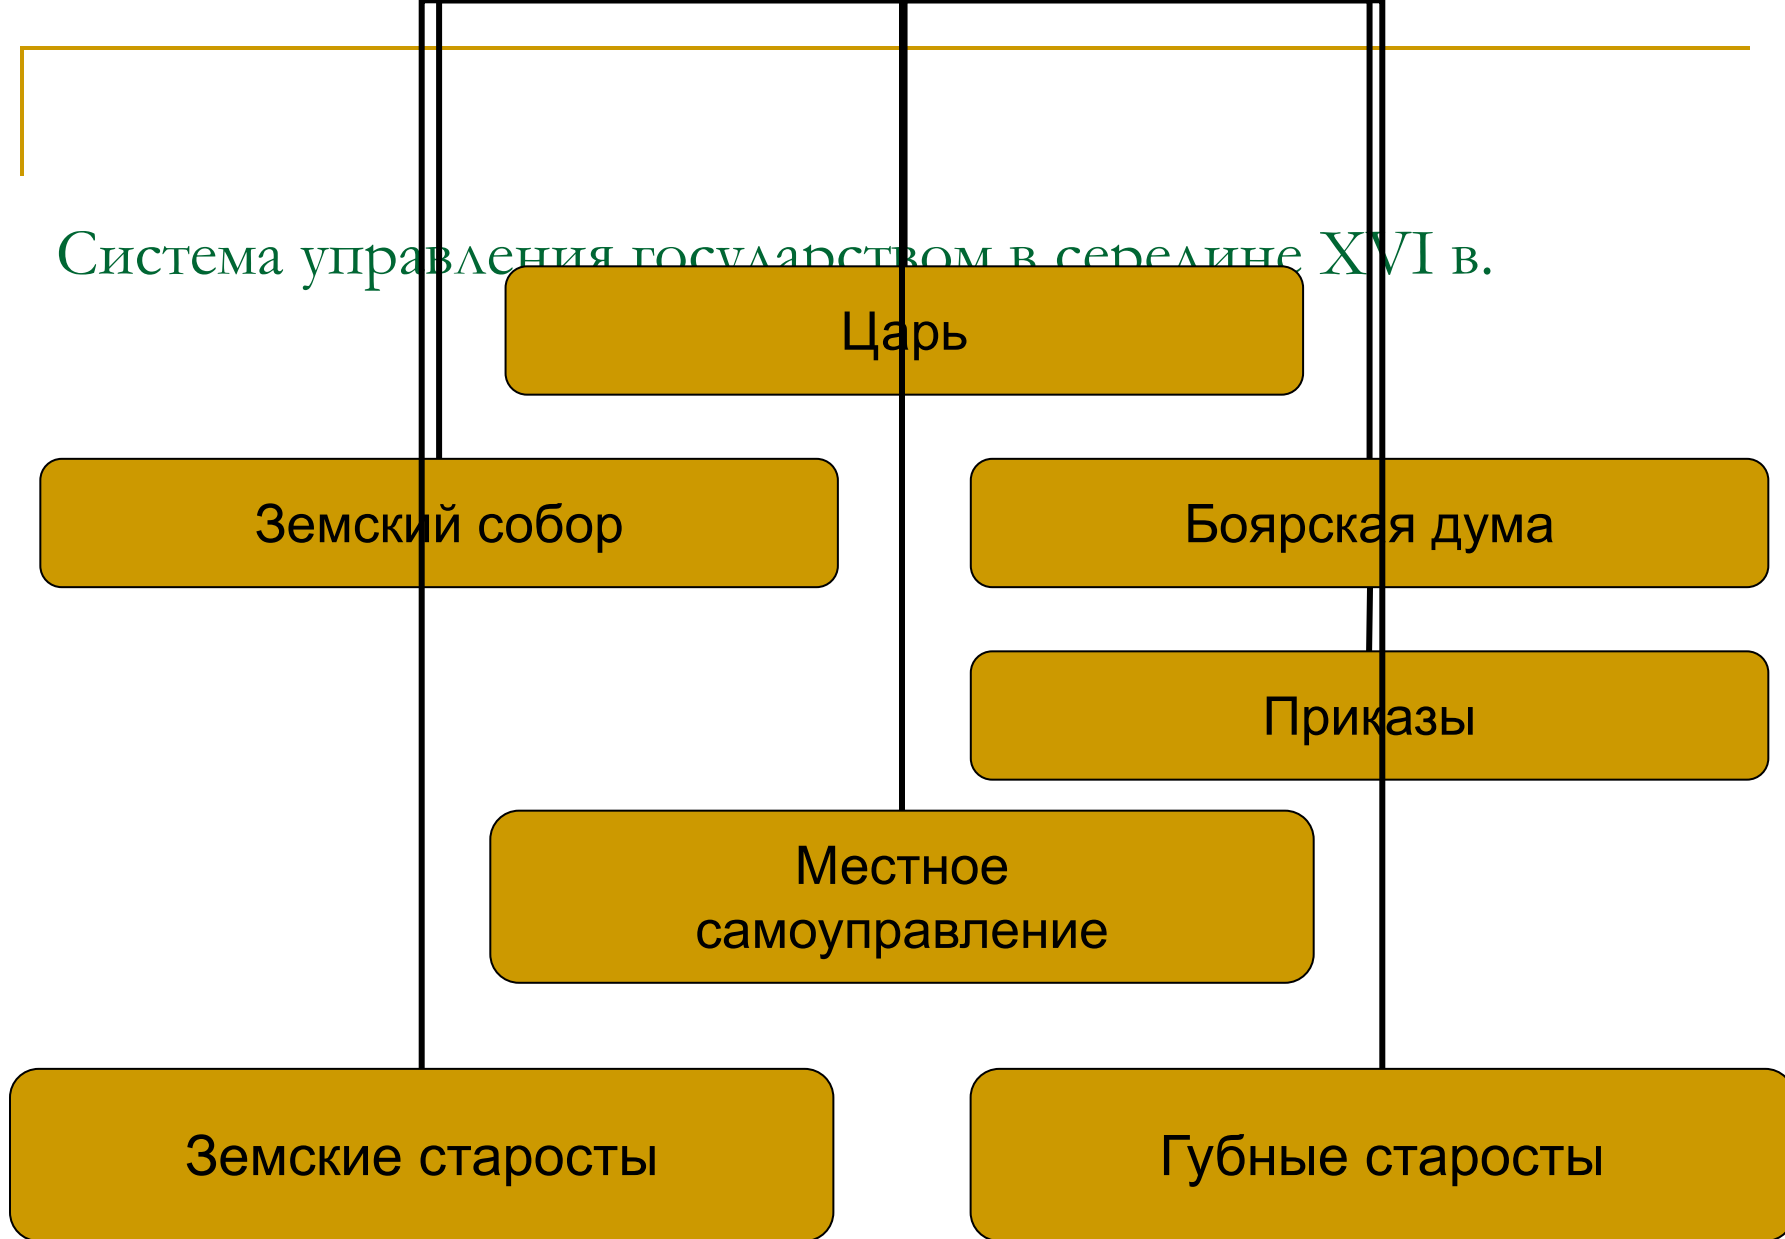 Система управления государством в середине XVI в.
Царь
Земский собор
Боярская дума
Приказы
Местное
самоуправление
Земские старосты
Губные старосты